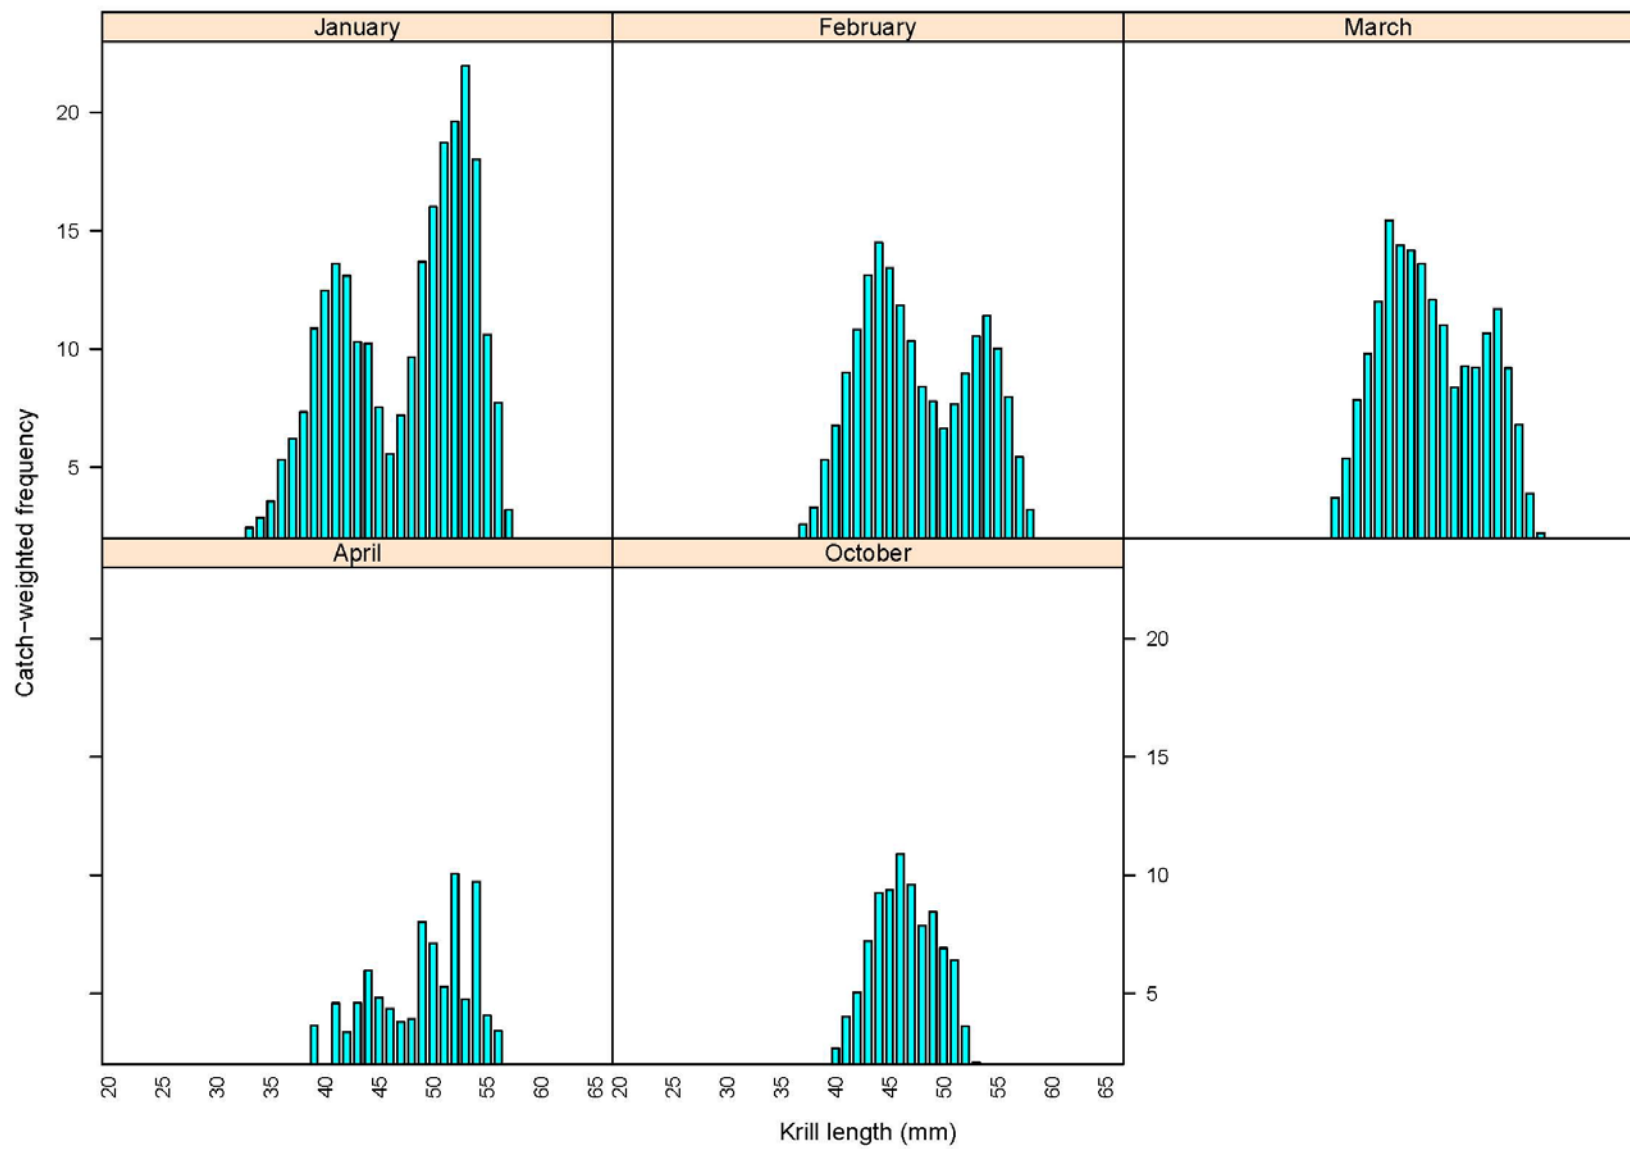 January February March
20
15
10
5
Catch-weighted frequency
April October
20
15
10
5
20 25 30 35 40 45 50 55 60 65 20 25 30 35 40 45 50 55 60 65
Krill length (mm)